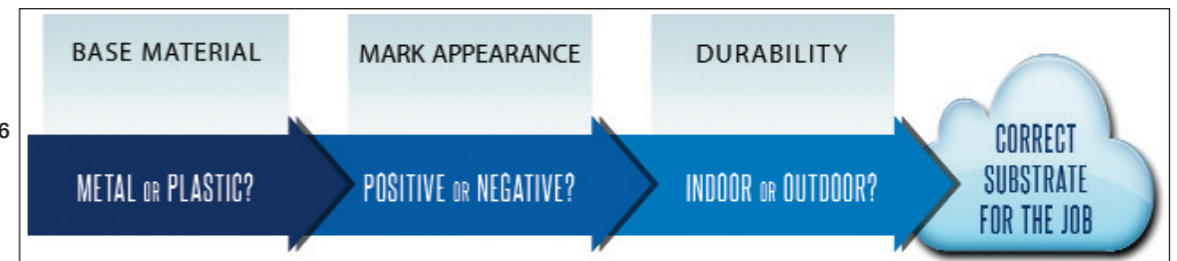 BASE MATERIAL
MARK APPEARANCE
DURABILITY
6
METAL OR PLASTIC?
POSITIVE OR NEGATIVE?
INDOOR OR OUTDOOR?
CORRECT
SUBSTRATE
FOR THE JOB